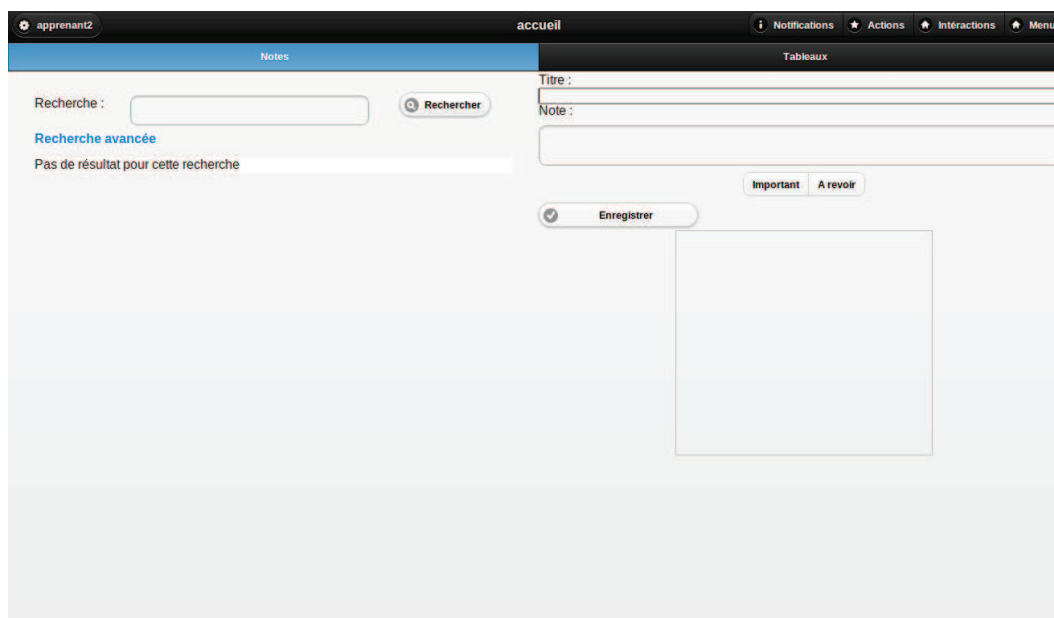 apprenant2 accueil Notifications Actions Intéractions Menu
Notes Tableaux
Recherche : Rechercher
Recherche avancée
Pas de résultat pour cette recherche
Titre :
Note :
Important A revoir
Enregistrer